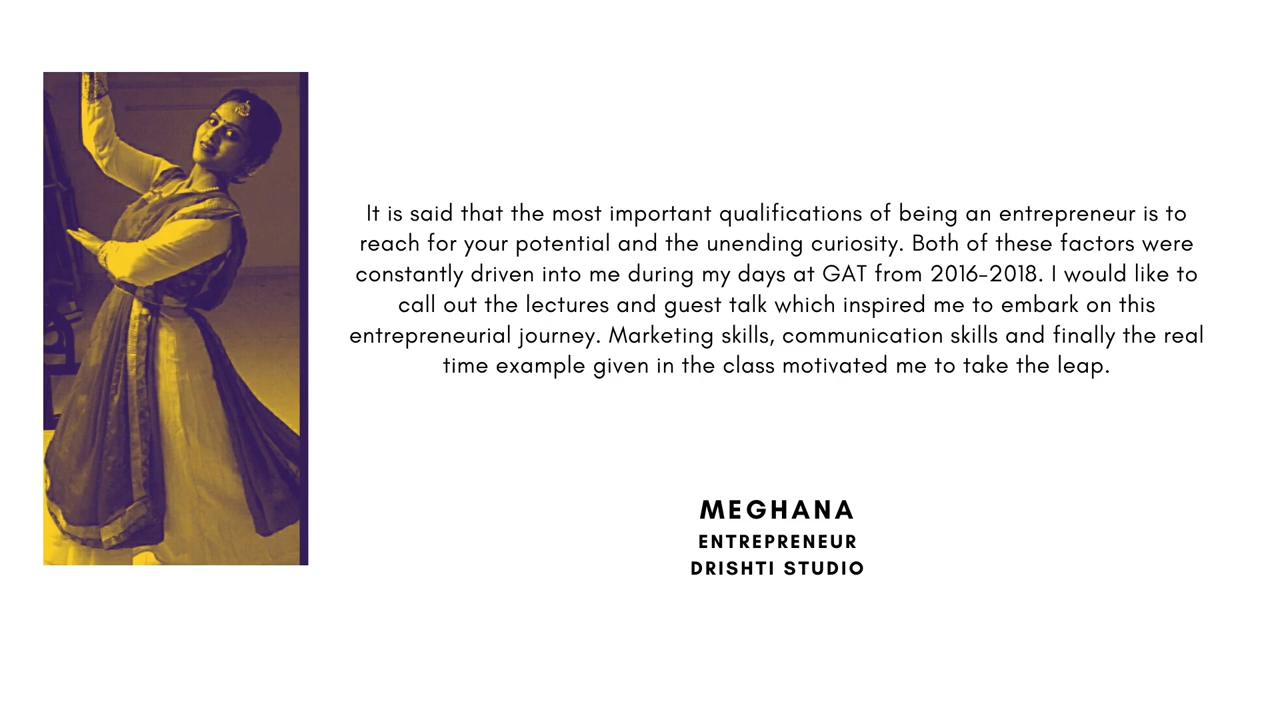 It is said that the most important qualifications of being an entrepreneur is to
reach for your potential and the unending curiosity. Both of these factors were
constantly driven into me during my days at GAT from 2016-2018. I would like to
call out the lectures and guest talk which inspired me to embark on this
entrepreneurial journey. Marketing skills, communication skills and finally the real
time example given in the class motivated me to take the leap.
MEGHANA
ENTREPRENEUR
DRISHTI STUDIO